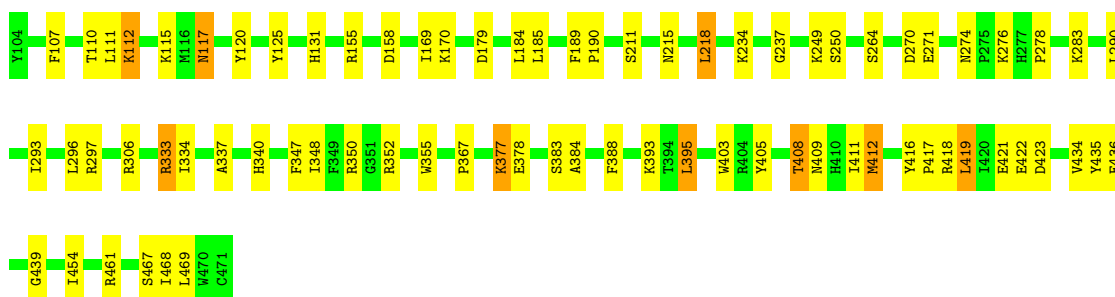 Y104 F107 T110 L111 K112 K115 M116 N117 Y120 Y125 H131 R155 D158 I169 K170 D179 L184 L185 F189 P190 S211 N215 L218 K234 G237 K249 S250 S264 D270 E271 N274 P275 K276 H277 P278 K283
I293 L296 R297 R306 R333 I334 A337 H340 F347 I348 F349 R350 G351 R352 W355 P367 K377 E378 S383 A384 F388 K393 T394 L395 W403 R404 Y405 T408 N409 H410 I411 M412 Y416 P417 R418 L419 I420 E421 E422 D423 V434 Y435
G439 I454 R461 S467 I468 L469 W470 C471